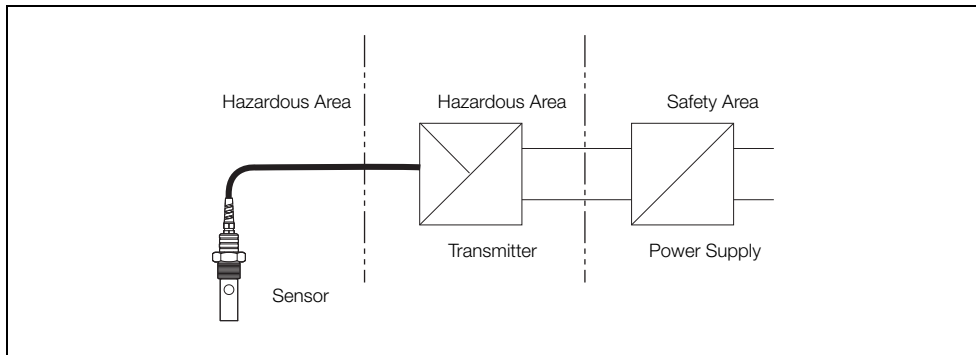 Hazardous Area
Hazardous Area
Safety Area
Transmitter
Power Supply
Sensor